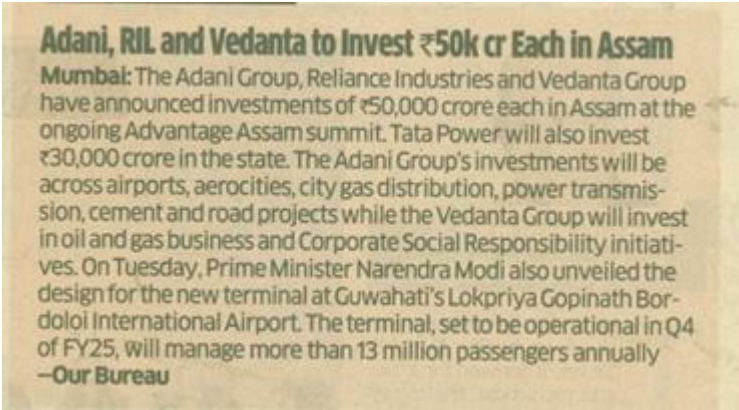 Adani, RIL and Vedanta to Invest ₹50k cr Each in Assam
Mumbai: The Adani Group, Reliance Industries and Vedanta Group
have announced investments of ₹50,000 crore each in Assam at the
ongoing Advantage Assam summit. Tata Power will also invest
₹30,000 crore in the state. The Adani Group's investments will be
across airports, aerocities, city gas distribution, power transmis-
sion, cement and road projects while the Vedanta Group will invest
in oil and gas business and Corporate Social Responsibility initiati-
ves. On Tuesday, Prime Minister Narendra Modi also unveiled the
design for the new terminal at Guwahati's Lokpriya Gopinath Bor-
doloi International Airport. The terminal, set to be operational in Q4
of FY25, will manage more than 13 million passengers annually
–Our Bureau